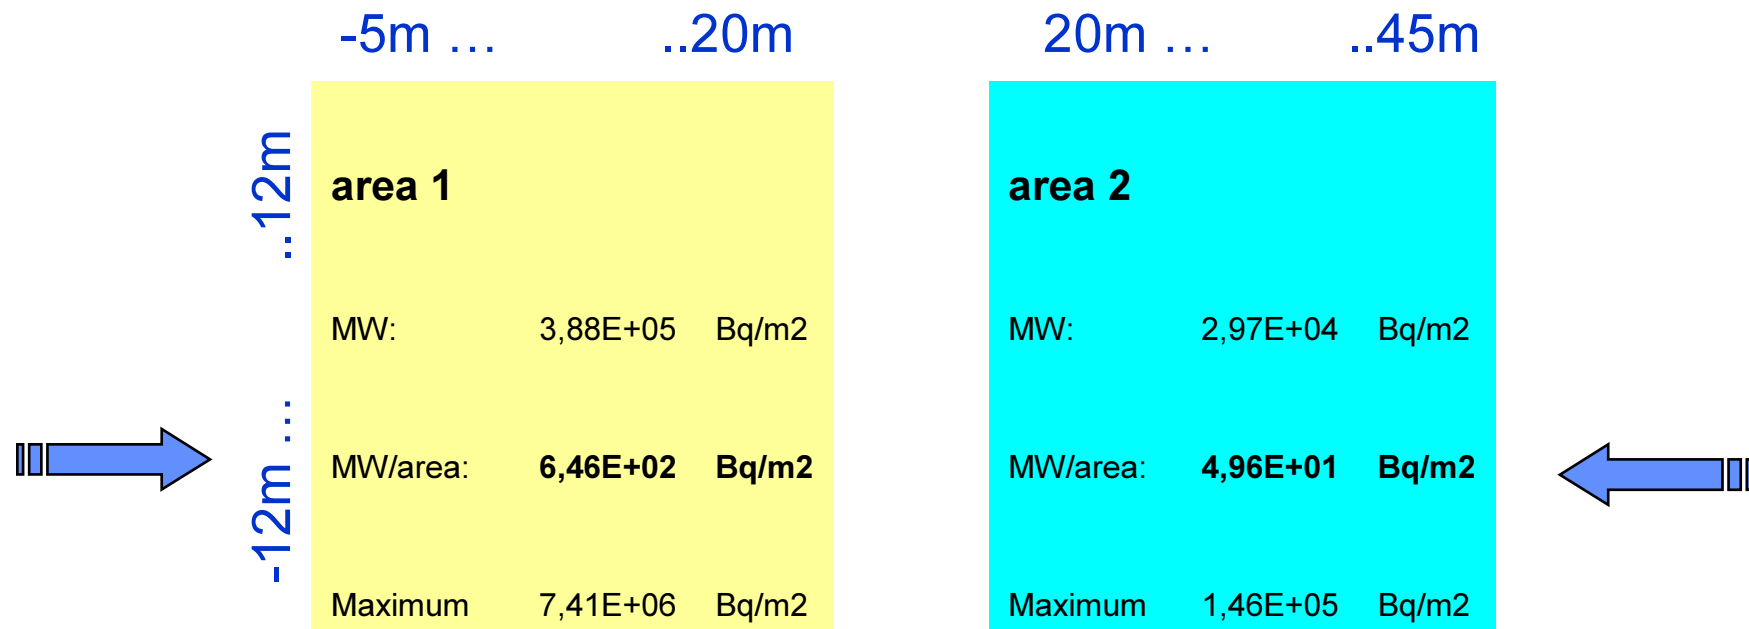 -5m … ..20m
20m … ..45m
-12m … ..12m
area 1
MW: 3,88E+05 Bq/m2
MW/area: 6,46E+02 Bq/m2
Maximum 7,41E+06 Bq/m2
area 2
MW: 2,97E+04 Bq/m2
MW/area: 4,96E+01 Bq/m2
Maximum 1,46E+05 Bq/m2